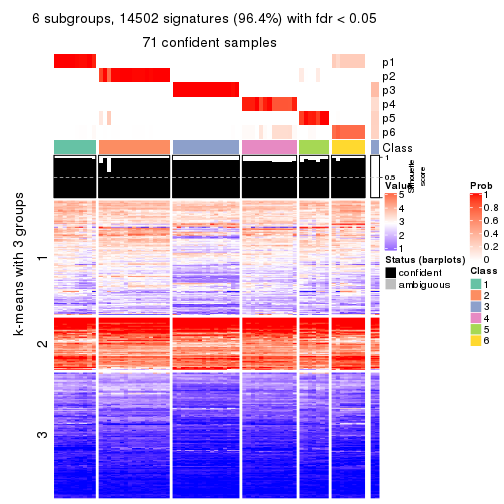 6 subgroups, 14502 signatures (96.4%) with fdr < 0.05
71 confident samples
p1
p2
p3
p4
p5
p6
Class
1
0.5
Silhouette
score
k-means with 3 groups
1
2
3
Value
5
4
3
2
1
Status (barplots)
confident
ambiguous
Prob
1
0.8
0.6
0.4
0.2
0
Class
1
2
3
4
5
6